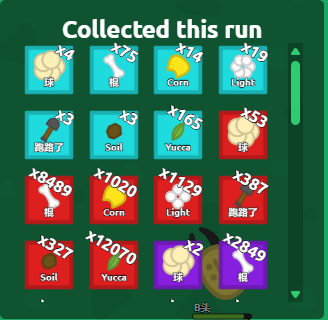 Collected this run
x4
球
x75
棍
x14
Corn
x19
Light
x3
跑路了
x3
Soil
x165
Yucca
x53
球
x8489
棍
x1020
Corn
x1129
Light
x387
跑路了
x327
Soil
x12070
Yucca
x2
球
x2849
棍
8头